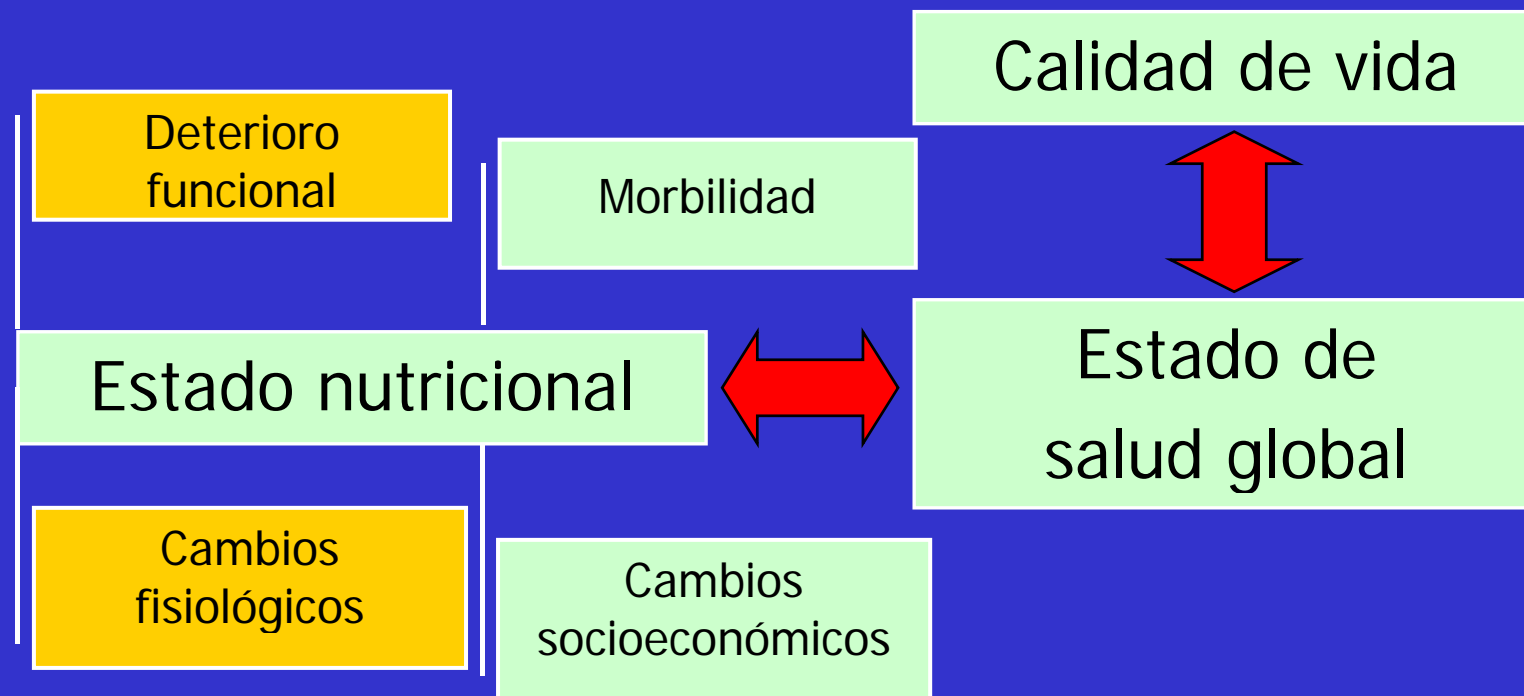 Calidad de vida
Deterioro
funcional
Morbilidad
Estado nutricional
Estado de
salud global
Cambios
fisiológicos
Cambios
socioeconómicos